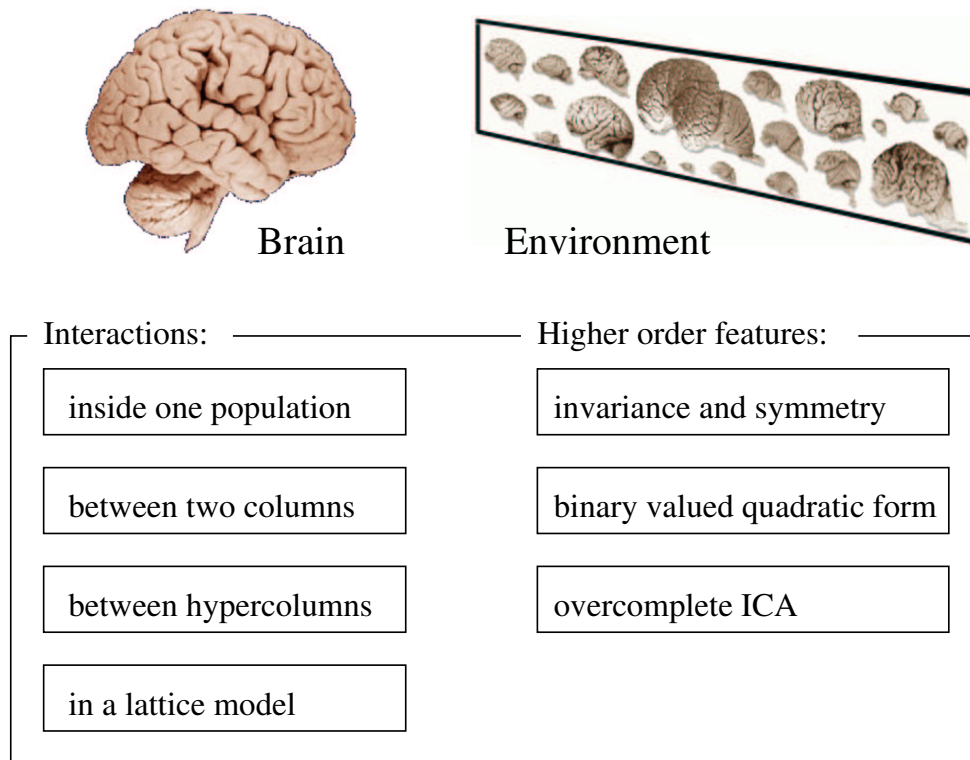 Brain
Environment
Interactions:
inside one population
between two columns
between hypercolumns
in a lattice model
Higher order features:
invariance and symmetry
binary valued quadratic form
overcomplete ICA